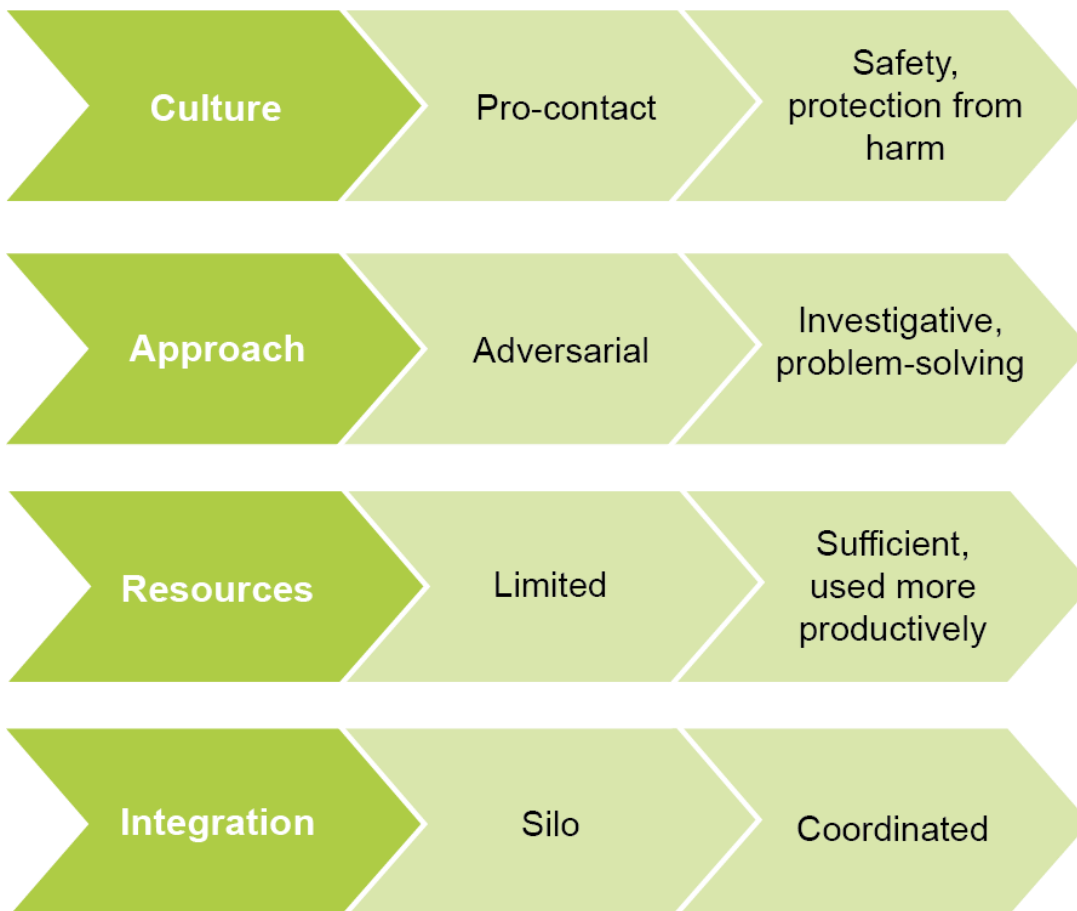 Culture
Pro-contact
Safety,
protection from
harm
Approach
Adversarial
Investigative,
problem-solving
Resources
Limited
Sufficient,
used more
productively
Integration
Silo
Coordinated